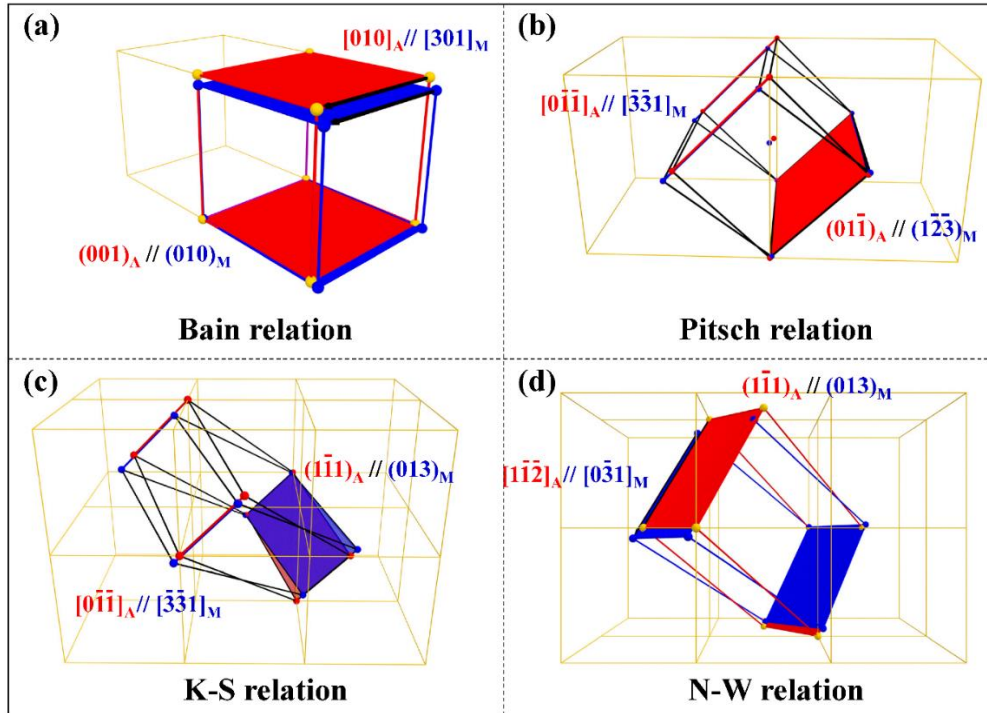 (a)
[010]A// [301]M
(001)A // (010)M
Bain relation
(b)
[01̄1̄]A// [3̄3̄1]M
(011̄)A // (12̄3̄)M
Pitsch relation
(c)
(11̄1)A // (013)M
[01̄1̄]A// [3̄3̄1]M
K-S relation
(d)
(11̄1)A // (013)M
[11̄2̄]A// [03̄1]M
N-W relation